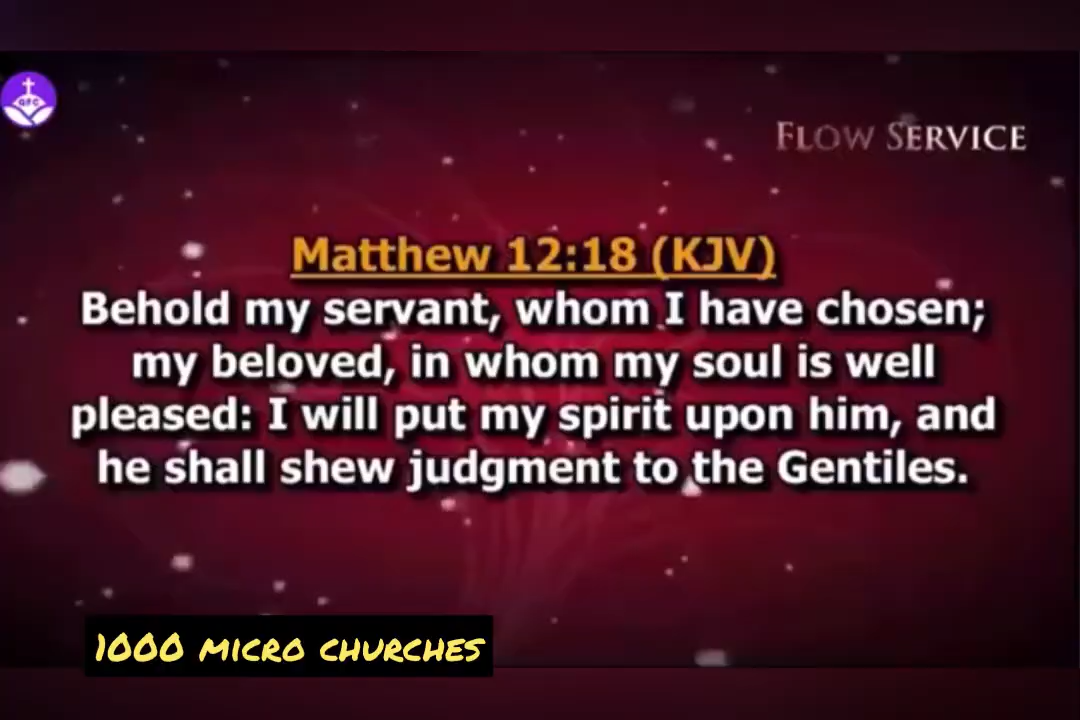 GFC
FLOW SERVICE
Matthew 12:18 (KJV)
Behold my servant, whom I have chosen;
my beloved, in whom my soul is well
pleased: I will put my spirit upon him, and
he shall shew judgment to the Gentiles.
1000 MICRO CHURCHES